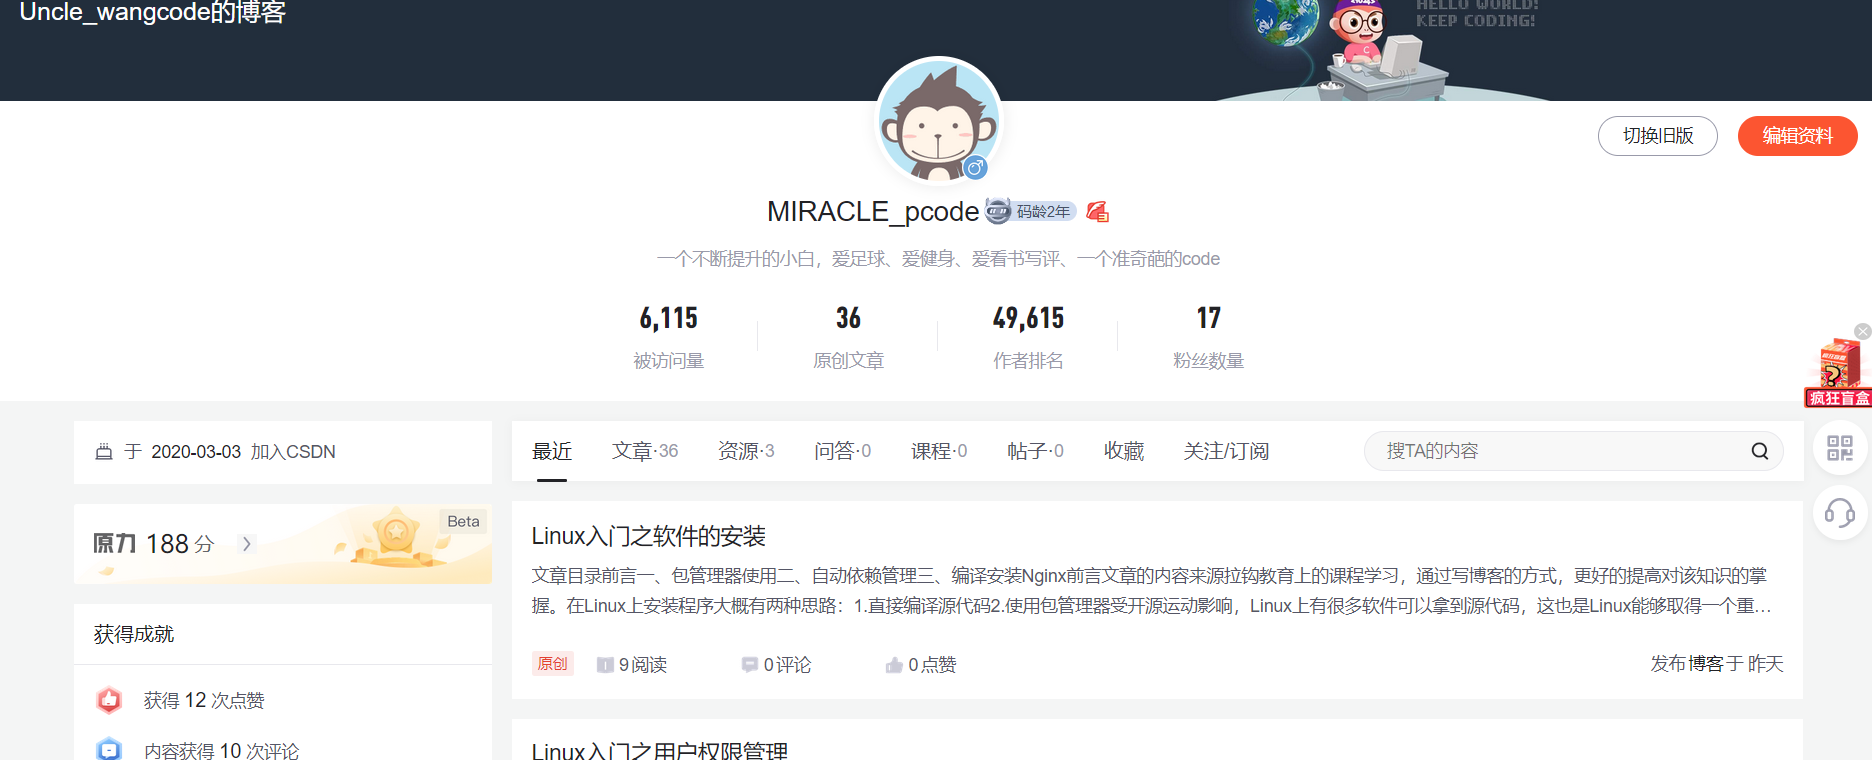 Uncle_wangcode的博客
HELLO WORLD!
KEEP CODING!
切换旧版
编辑资料
MIRACLE_pcode 码龄2年
一个不断提升的小白，爱足球、爱健身、爱看书写评、一个准奇葩的code
6,115 36 49,615 17
被访问量 原创文章 作者排名 粉丝数量
疯狂盲盒
于 2020-03-03 加入CSDN
最近 文章·36 资源·3 问答·0 课程·0 帖子·0 收藏 关注/订阅 搜TA的内容
原力 188 分
Beta
Linux入门之软件的安装
文章目录前言一、包管理器使用二、自动依赖管理三、编译安装Nginx前言文章的内容来源拉钩教育上的课程学习，通过写博客的方式，更好的提高对该知识的掌
握。在Linux上安装程序大概有两种思路：1.直接编译源代码2.使用包管理器受开源运动影响，Linux上有很多软件可以拿到源代码，这也是Linux能够取得一个重…
原创 9阅读 0评论 0点赞 发布博客于 昨天
获得成就
获得 12 次点赞
内容获得 10 次评论
Linux入门之用户权限管理